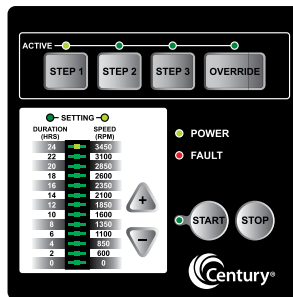 ACTIVE
STEP 1 STEP 2 STEP 3 OVERRIDE
SETTING
DURATION (HRS) SPEED (RPM)
24 3450
22 3100
20 2850
18 2600
16 2350
14 2100
12 1850
10 1600
8 1350
6 1100
4 850
2 600
0 0
+
−
POWER
FAULT
START STOP
Century®